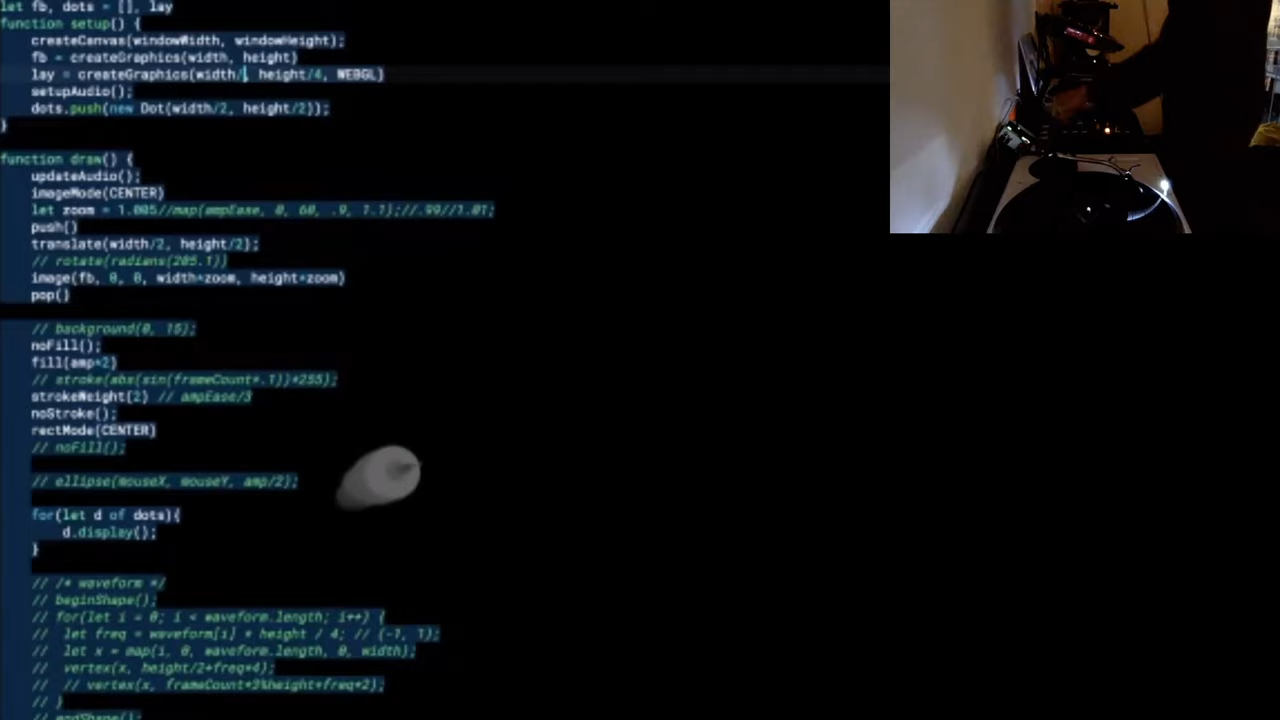 let fb, dots = [], lay
function setup() {
createCanvas(windowWidth, windowHeight);
fb = createGraphics(width, height)
lay = createGraphics(width/, height/4, WEBGL)
setupAudio();
dots.push(new Dot(width/2, height/2));
}
function draw() {
updateAudio();
imageMode(CENTER)
let zoom = 1.005//map(ampEase, 0, 60, .9, 1.1);//.99//1.01;
push()
translate(width/2, height/2);
// rotate(radians(205.1))
image(fb, 0, 0, width*zoom, height*zoom)
pop()
// background(0, 15);
noFill();
fill(amp*2)
// stroke(abs(sin(frameCount*.1))*255);
strokeWeight(2) // ampEase/3
noStroke();
rectMode(CENTER)
// noFill();
// ellipse(mouseX, mouseY, amp/2);
for(let d of dots){
d.display();
}
// /* waveform */
// beginShape();
// for(let i = 0; i < waveform.length; i++) {
// let freq = waveform[i] * height / 4; // (-1, 1);
// let x = map(i, 0, waveform.length, 0, width);
// vertex(x, height/2+freq*4);
// // vertex(x, frameCount*3%height+freq*2);
// }
// endShape();